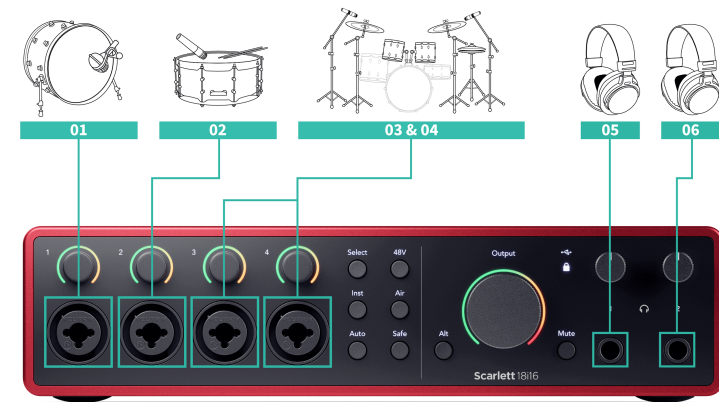 01
02
03 & 04
05
06
1
2
3
4
Select
48V
Inst
Air
Auto
Safe
Output
Alt
Mute
2
Scarlett 18i16